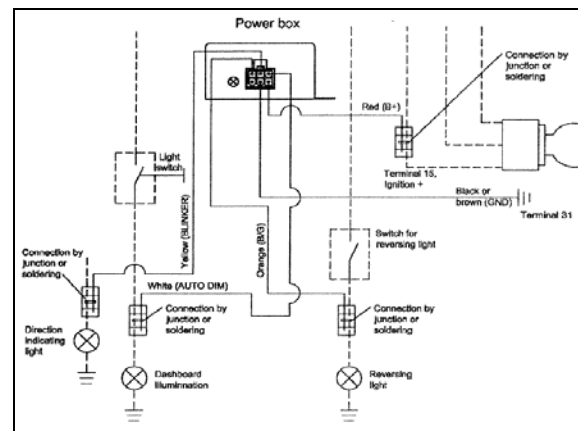 Power box
Connection by
junction or
soldering
Red (B+)
Light
switch
Terminal 15,
Ignition +
Black or
brown (GND)
Terminal 31
Yellow (BLINKER)
Orange (B/G)
Switch for
reversing light
Connection by
junction or
soldering
White (AUTO DIM)
Connection by
junction or
soldering
Connection by
junction or
soldering
Direction
indicating
light
Dashboard
illumination
Reversing
light